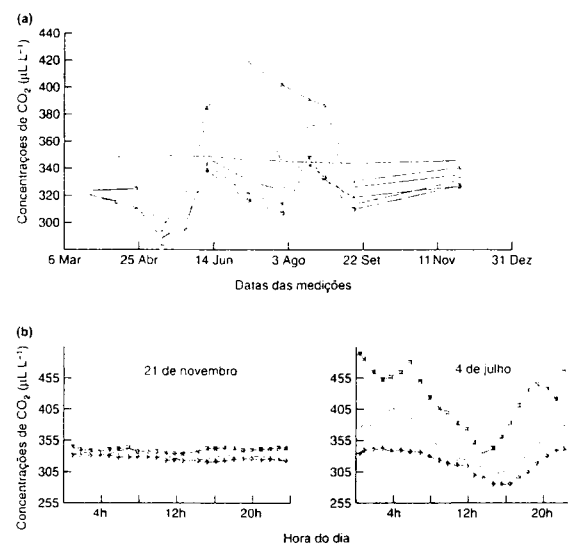 (a)
Concentrações de CO₂ (µL L⁻¹)
440
420
400
380
360
340
320
300
280
6 Mar
25 Abr
14 Jun
3 Ago
22 Set
11 Nov
31 Dez
Datas das medições
(b)
Concentrações de CO₂ (µL L⁻¹)
21 de novembro
4 de julho
455
405
355
305
255
4h
12h
20h
455
405
355
305
255
4h
12h
20h
Hora do dia